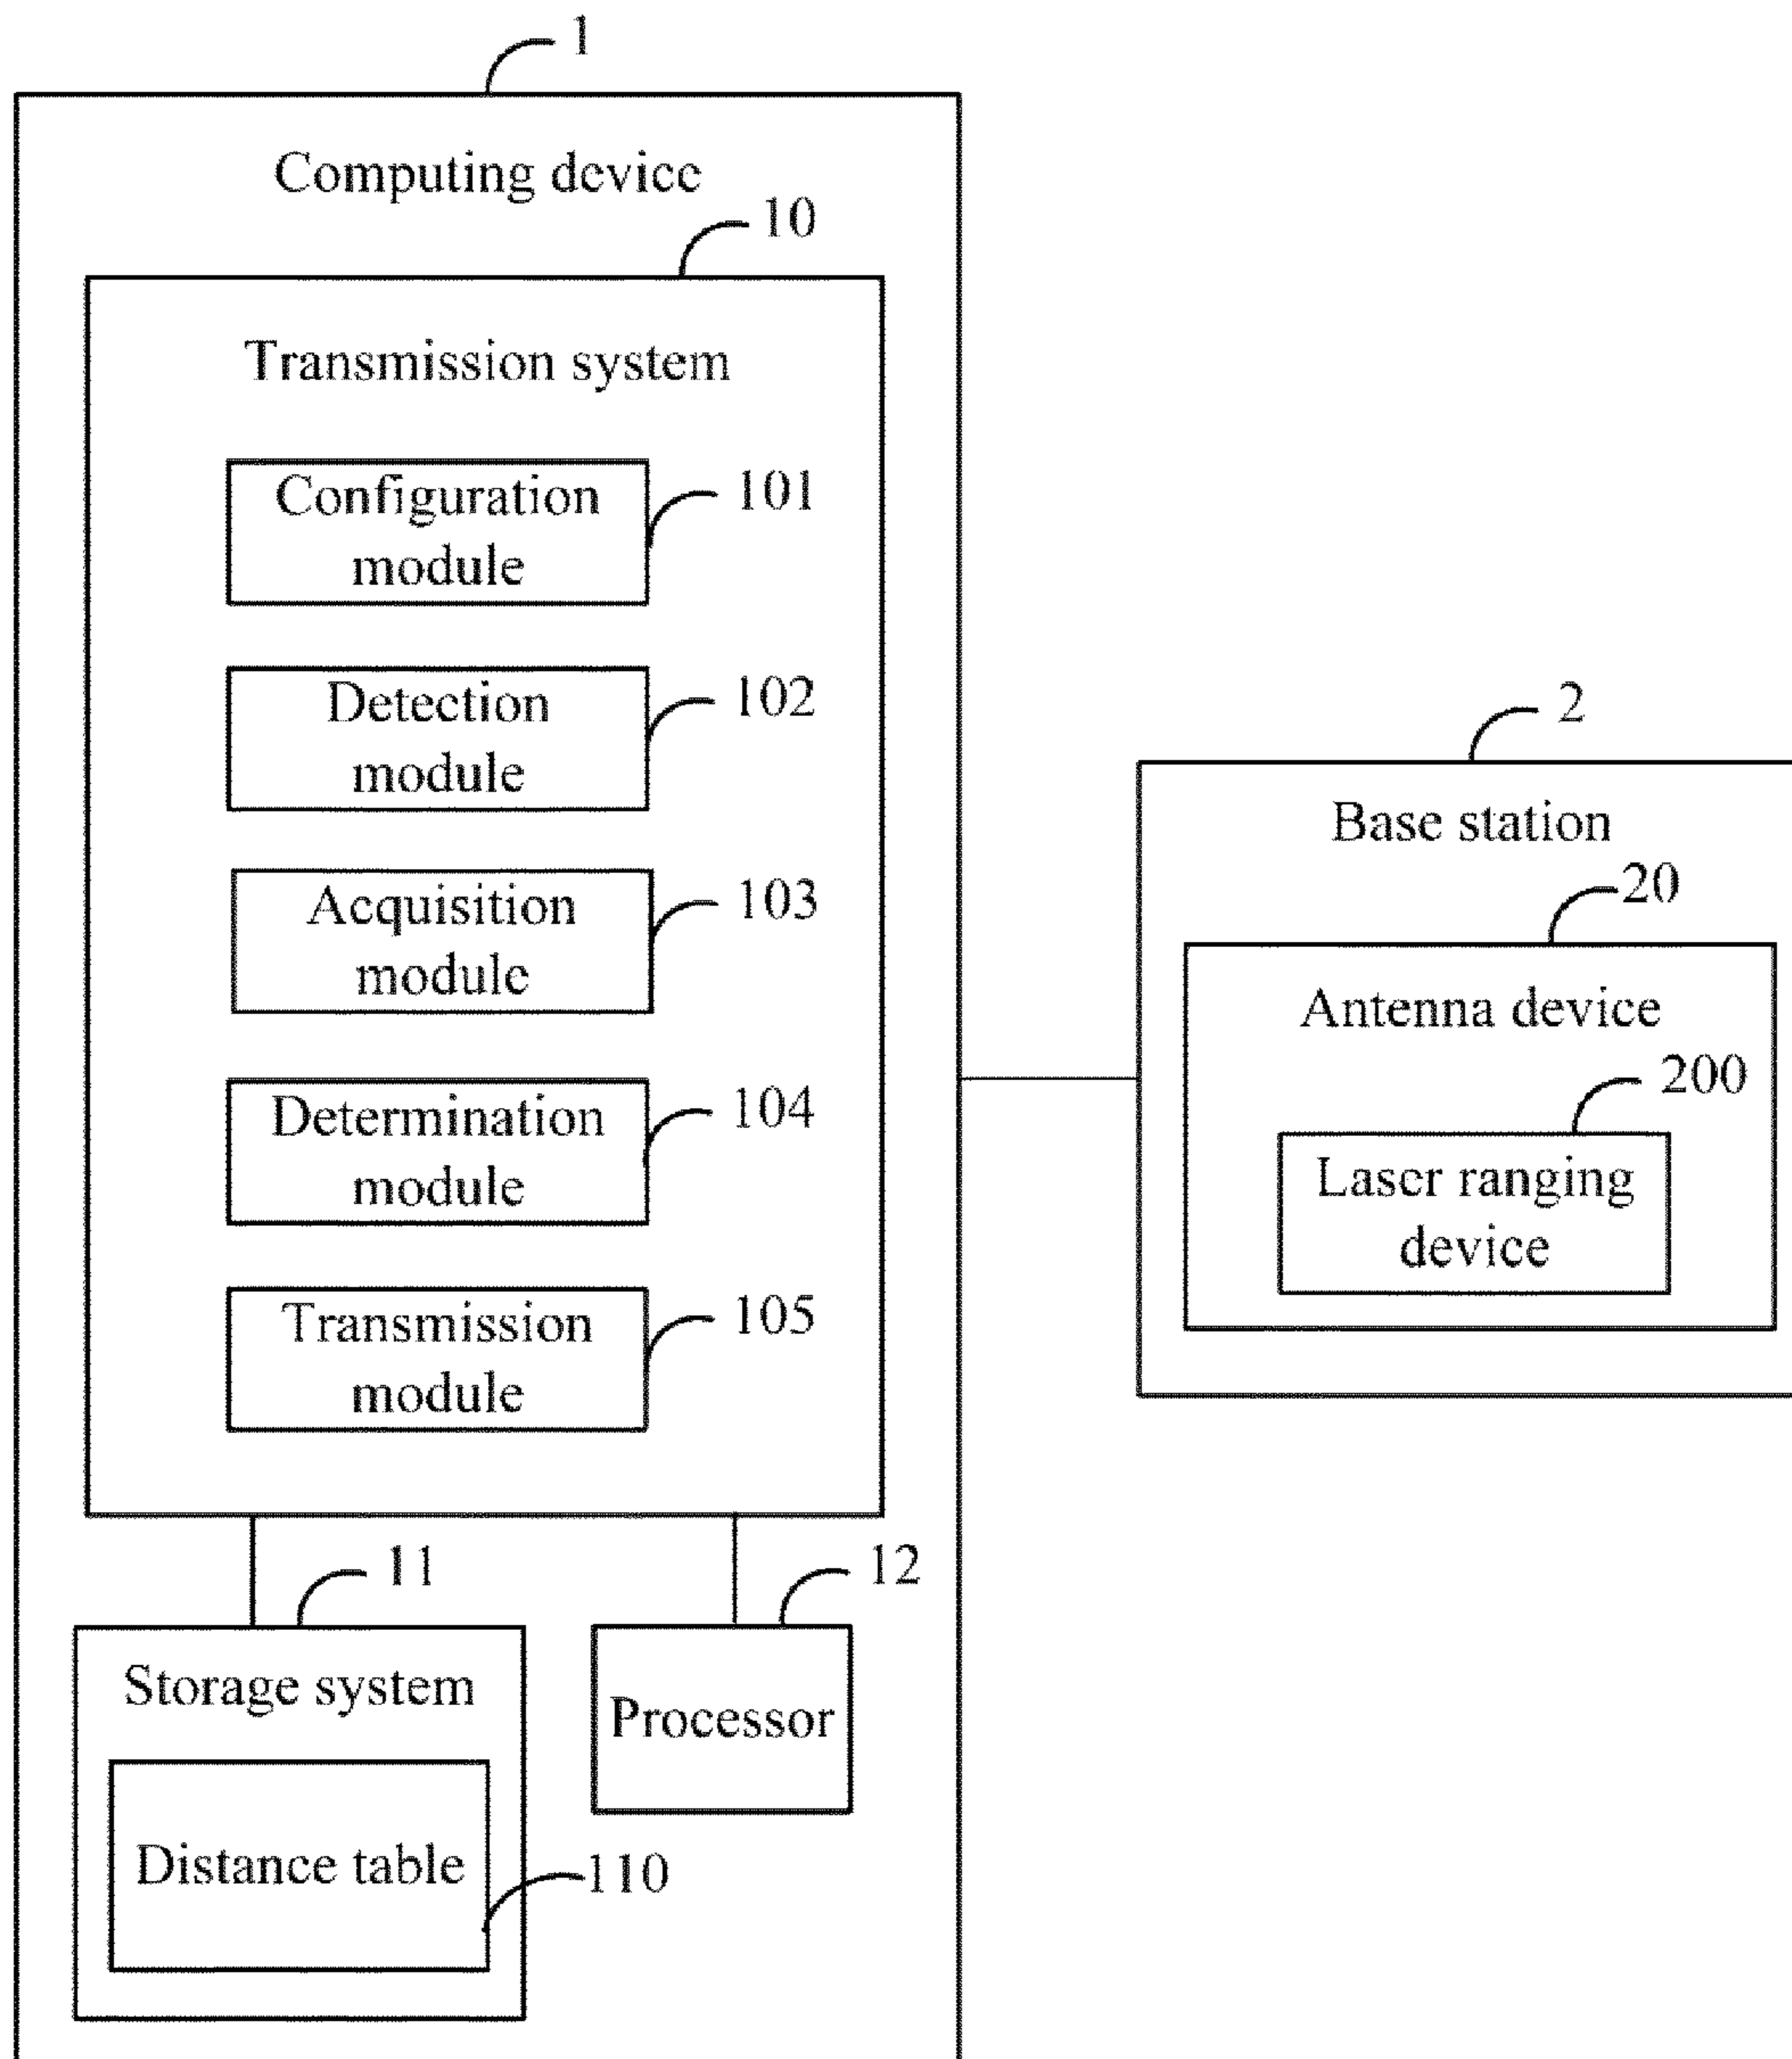 1
Computing device
10
Transmission system
Configuration
module
101
Detection
module
102
Acquisition
module
103
Determination
module
104
Transmission
module
105
11
Storage system
Distance table
110
12
Processor
2
Base station
20
Antenna device
200
Laser ranging
device